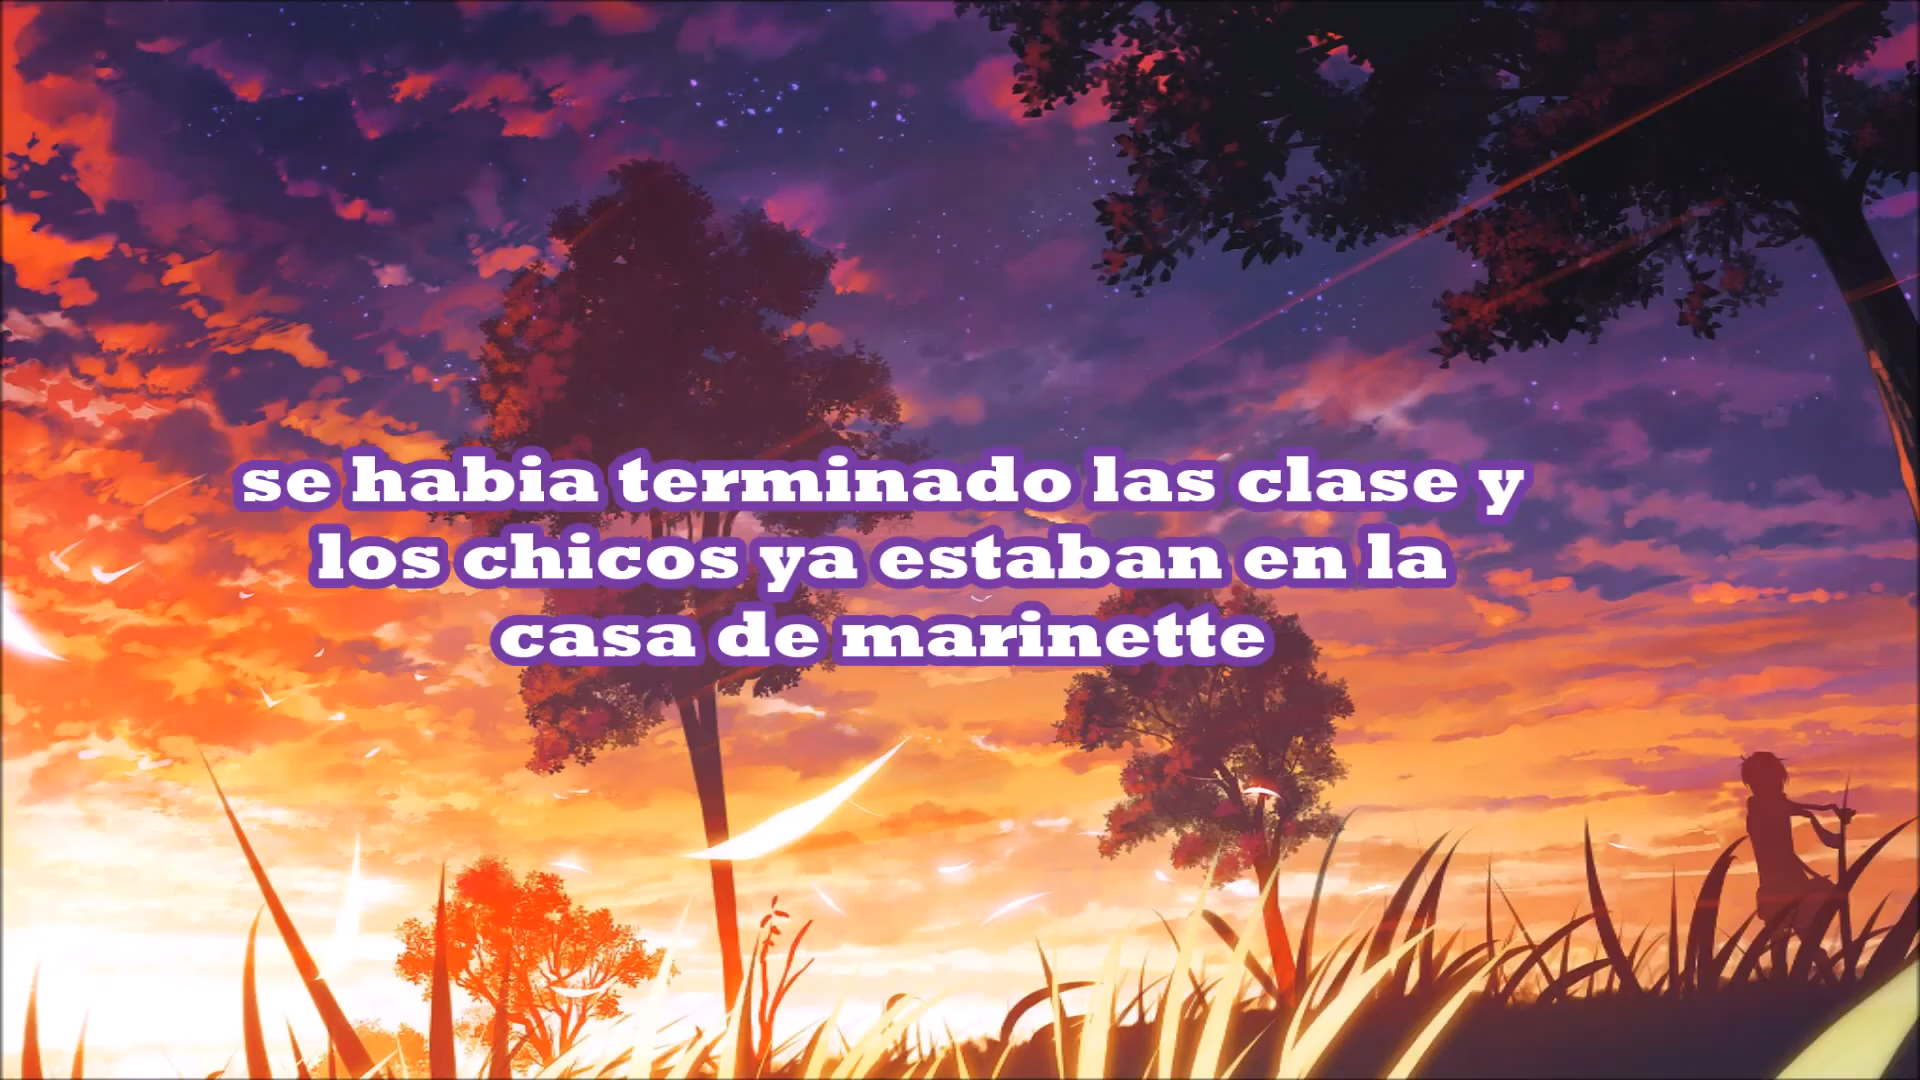 se habia terminado las clase y
los chicos ya estaban en la
casa de marinette